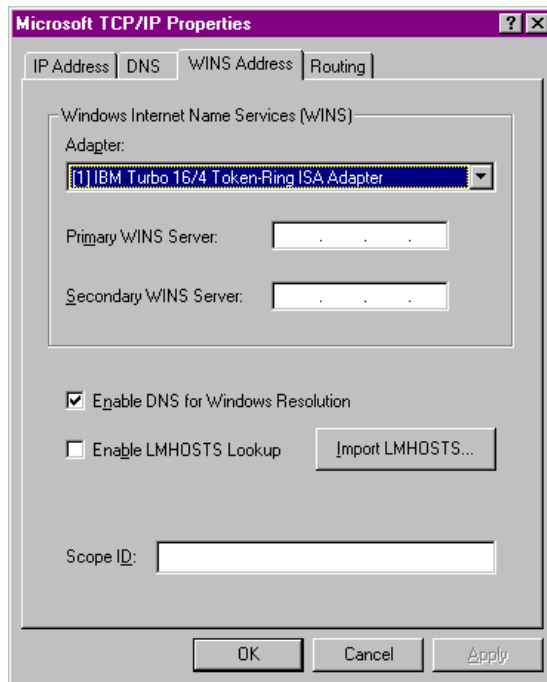 Microsoft TCP/IP Properties ? X
IP Address DNS WINS Address Routing
Windows Internet Name Services (WINS)
Adapter:
[1] IBM Turbo 16/4 Token-Ring ISA Adapter
Primary WINS Server: . . .
Secondary WINS Server: . . .
Enable DNS for Windows Resolution
Enable LMHOSTS Lookup Import LMHOSTS...
Scope ID:
OK Cancel Apply